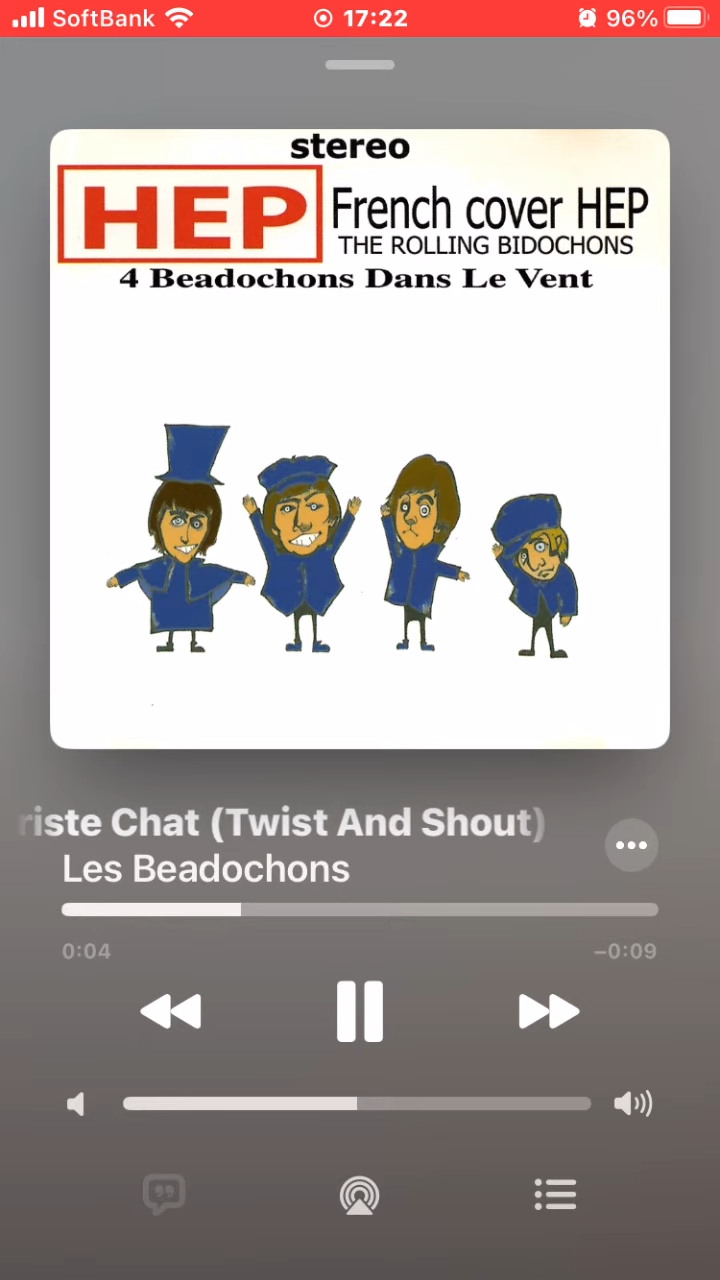 SoftBank 17:22 96%
stereo
HEP French cover HEP
THE ROLLING BIDOCHONS
4 Beadochons Dans Le Vent
riste Chat (Twist And Shout)
Les Beadochons
0:04 −0:09